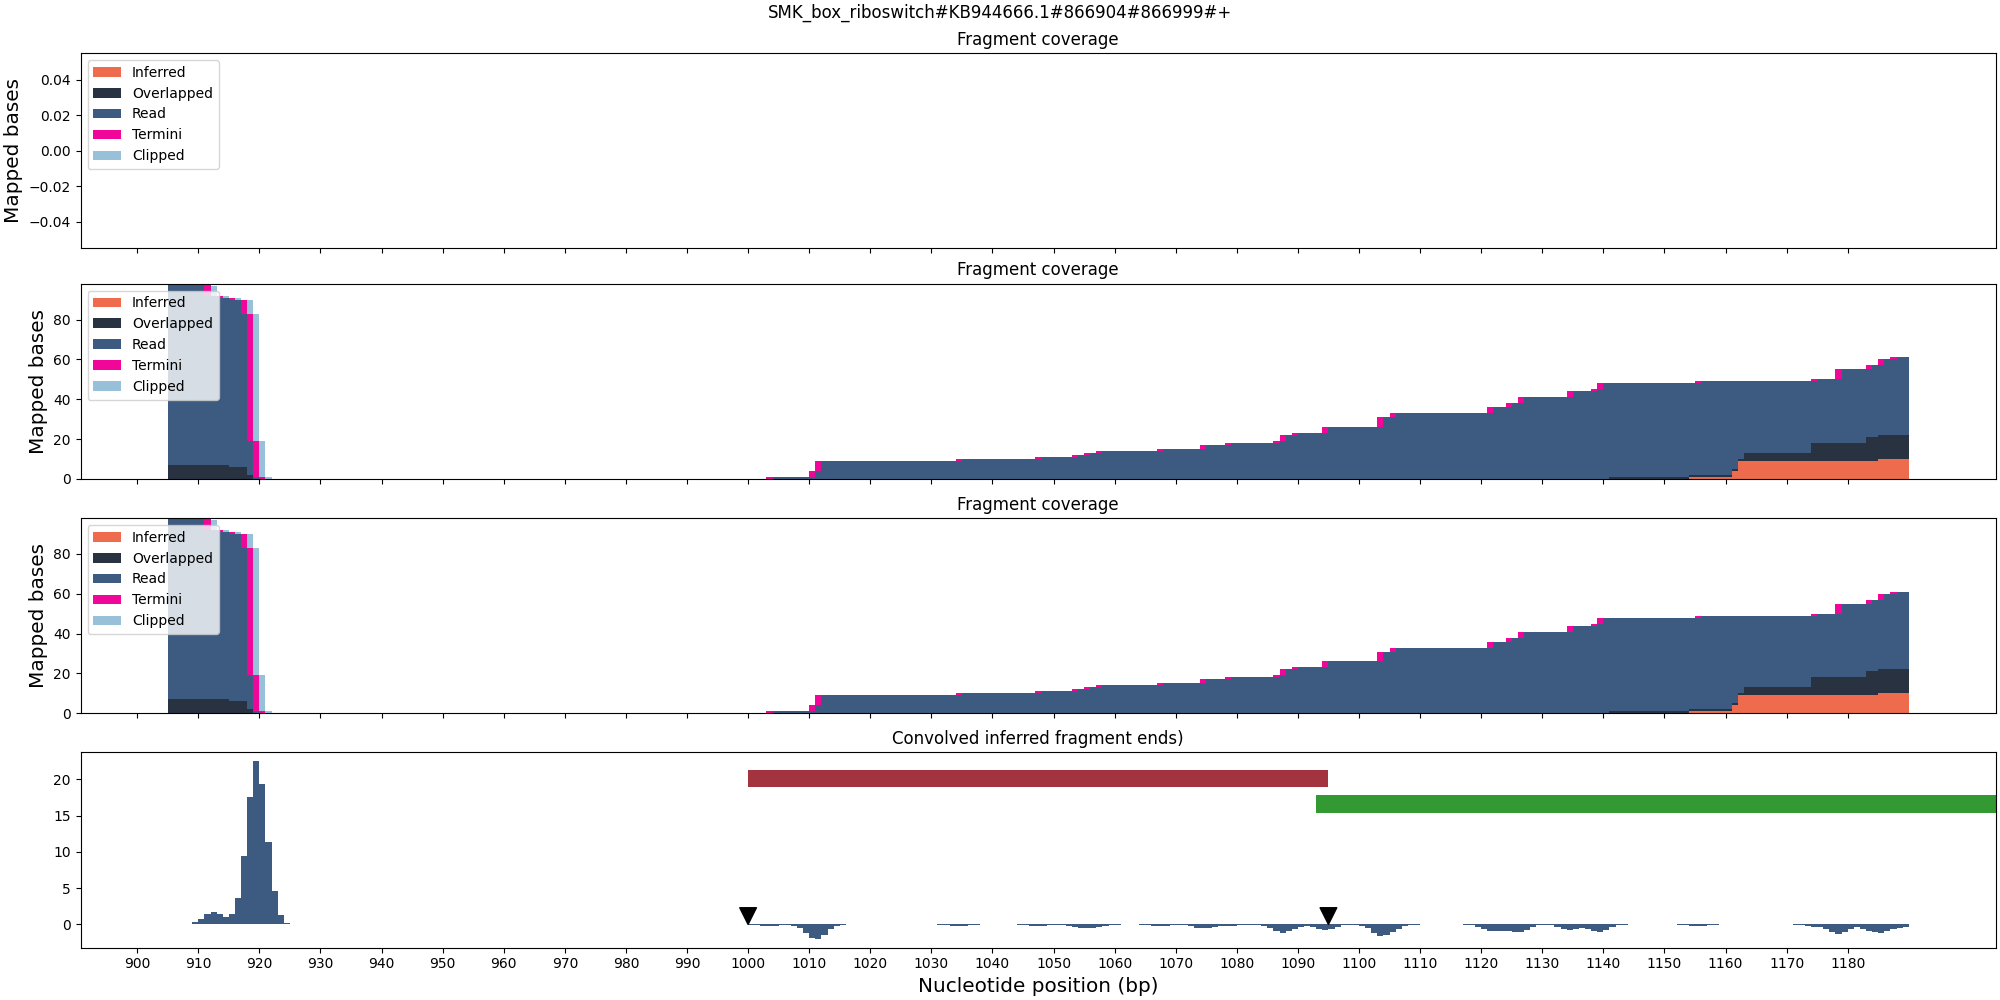 SMK_box_riboswitch#KB944666.1#866904#866999#+
Fragment coverage
Mapped bases
0.04
0.02
0.00
−0.02
−0.04
Inferred
Overlapped
Read
Termini
Clipped
Fragment coverage
Mapped bases
80
60
40
20
0
Inferred
Overlapped
Read
Termini
Clipped
Fragment coverage
Mapped bases
80
60
40
20
0
Inferred
Overlapped
Read
Termini
Clipped
Convolved inferred fragment ends)
20
15
10
5
0
900 910 920 930 940 950 960 970 980 990 1000 1010 1020 1030 1040 1050 1060 1070 1080 1090 1100 1110 1120 1130 1140 1150 1160 1170 1180
Nucleotide position (bp)